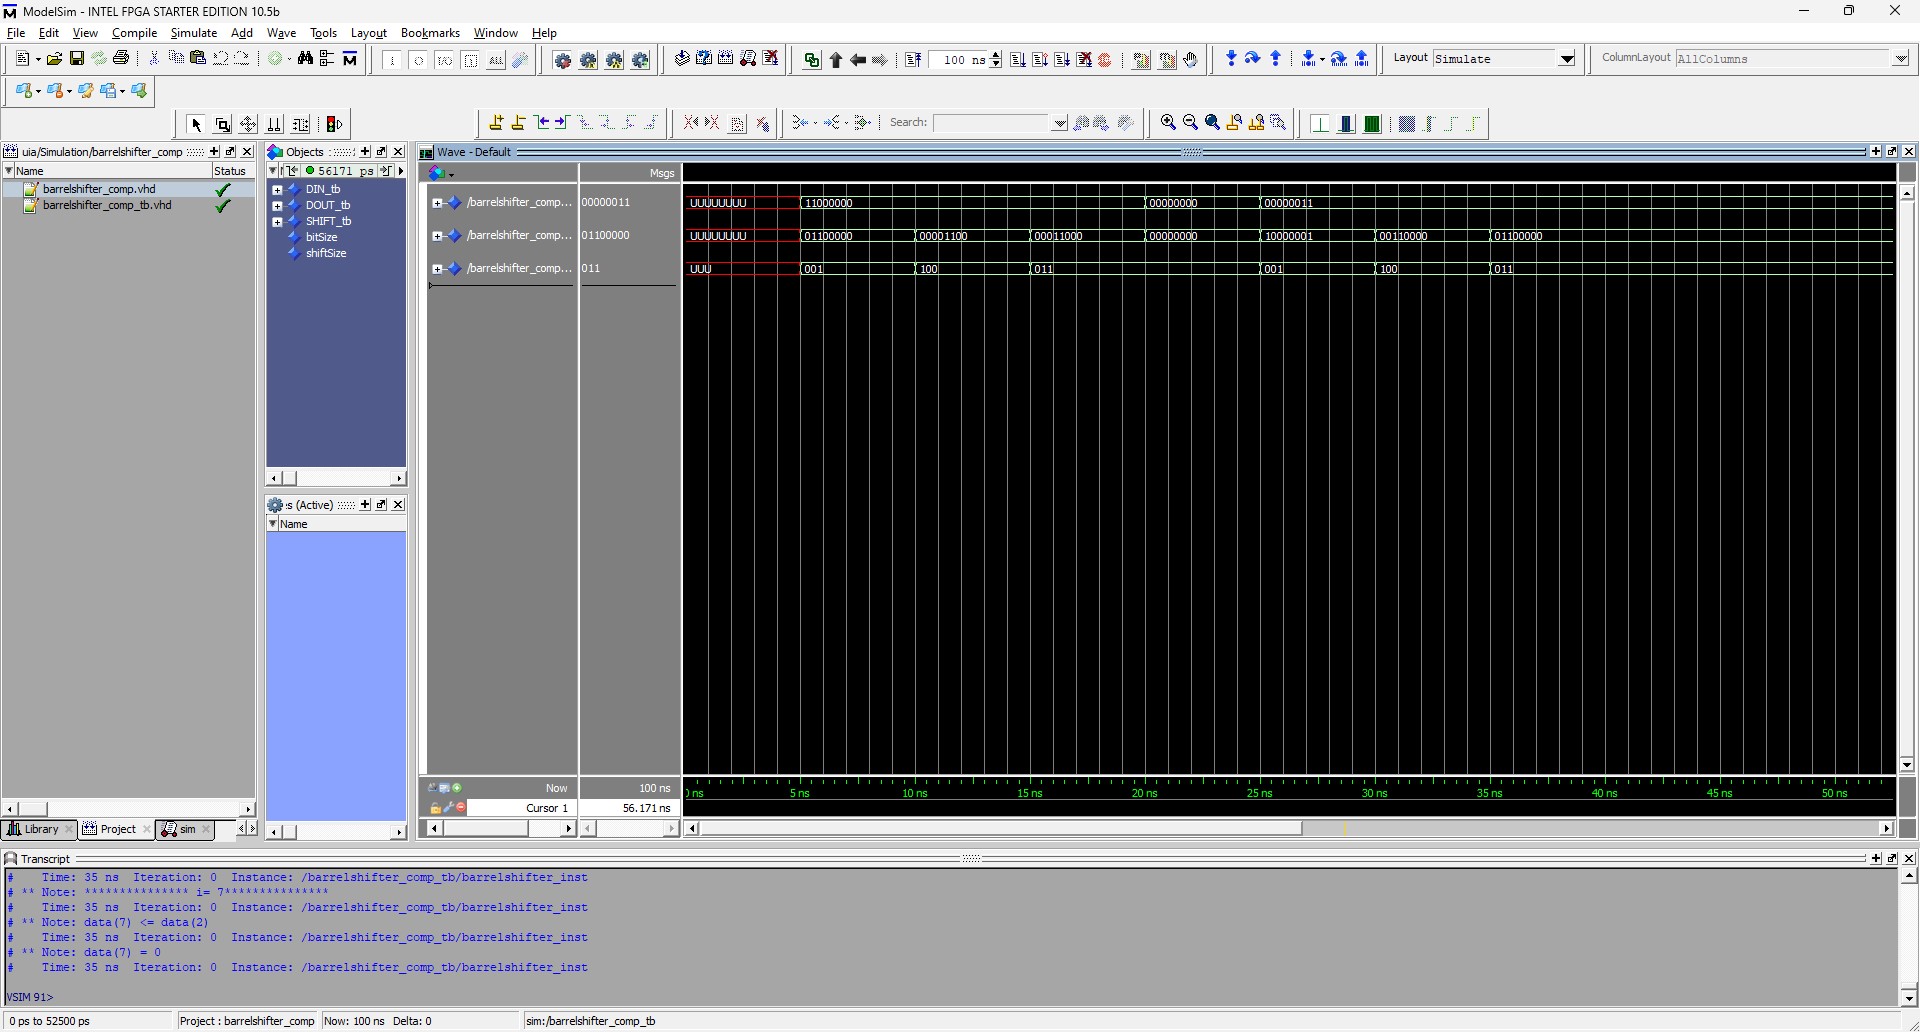 ModelSim - INTEL FPGA STARTER EDITION 10.5b
File Edit View Compile Simulate Add Wave Tools Layout Bookmarks Window Help
100 ns
Layout Simulate
ColumnLayout AllColumns
Search:
uia/Simulation/barrelshifter_comp
Name Status
barrelshifter_comp.vhd
barrelshifter_comp_tb.vhd
Objects
56171 ps
DIN_tb
DOUT_tb
SHIFT_tb
bitSize
shiftSize
s (Active)
Name
Wave - Default
Msgs
/barrelshifter_comp... 00000011 UUUUUUUU 11000000 00000000 00000011
/barrelshifter_comp... 01100000 UUUUUUUU 01100000 00001100 00011000 00000000 10000001 00110000 01100000
/barrelshifter_comp... 011 UUU 001 100 011 001 100 011
Now 100 ns
Cursor 1 56.171 ns
ns 5 ns 10 ns 15 ns 20 ns 25 ns 30 ns 35 ns 40 ns 45 ns 50 ns
Library Project sim
Transcript
# Time: 35 ns Iteration: 0 Instance: /barrelshifter_comp_tb/barrelshifter_inst
# ** Note: *************** i= 7***************
# Time: 35 ns Iteration: 0 Instance: /barrelshifter_comp_tb/barrelshifter_inst
# ** Note: data(7) <= data(2)
# Time: 35 ns Iteration: 0 Instance: /barrelshifter_comp_tb/barrelshifter_inst
# ** Note: data(7) = 0
# Time: 35 ns Iteration: 0 Instance: /barrelshifter_comp_tb/barrelshifter_inst
VSIM 91>
0 ps to 52500 ps Project : barrelshifter_comp Now: 100 ns Delta: 0 sim:/barrelshifter_comp_tb